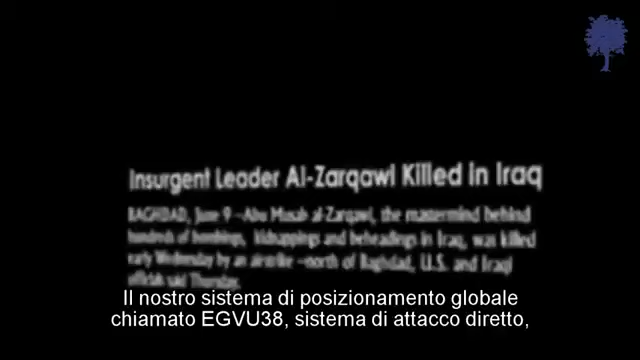 Insurgent Leader Al-Zarqawi Killed in Iraq
BAGHDAD, June 9 –Abu Musab al-Zarqawi, the mastermind behind
hundreds of bombings, kidnappings and beheadings in Iraq, was killed
early Wednesday by an airstrike –north of Baghdad, U.S. and Iraqi
officials said Thursday.
Il nostro sistema di posizionamento globale
chiamato EGVU38, sistema di attacco diretto,